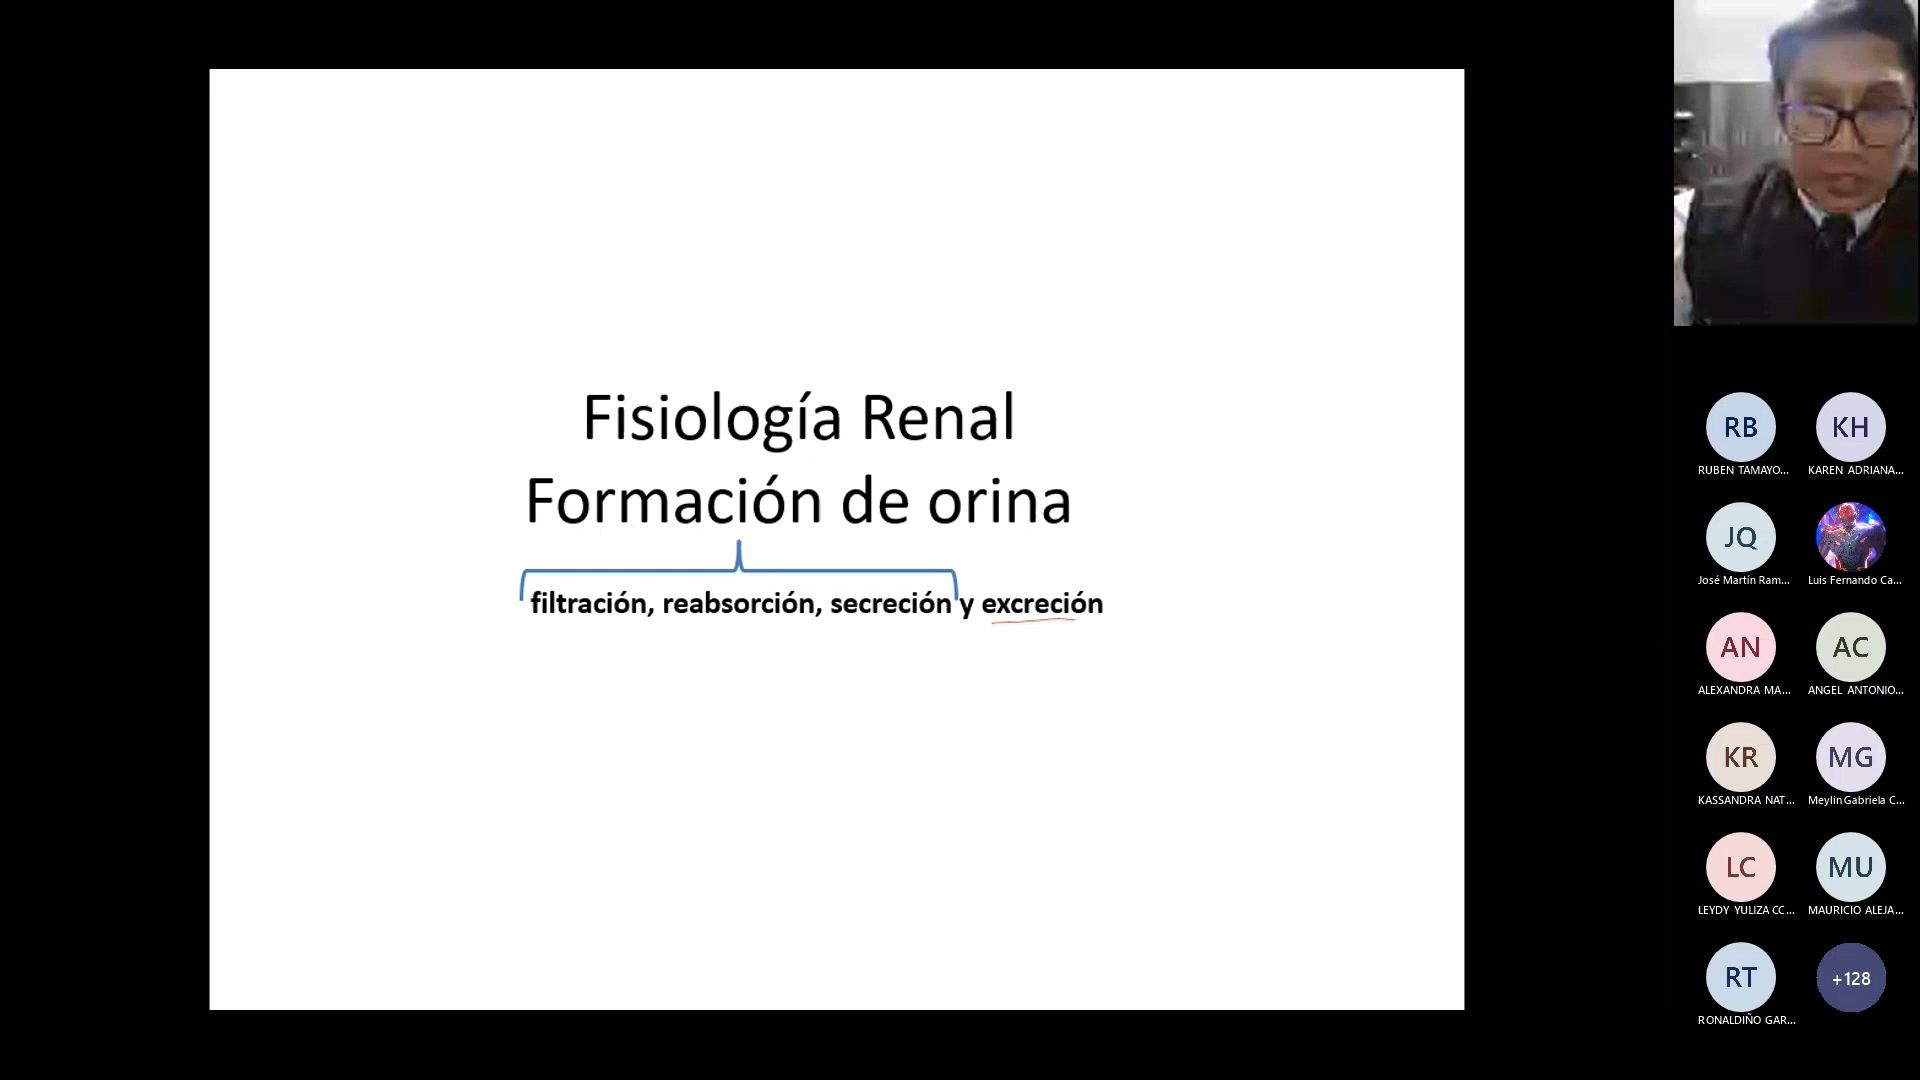 Fisiología Renal
Formación de orina
filtración, reabsorción, secreción y excreción
RB
KH
RUBEN TAMAYO...
KAREN ADRIANA...
JQ
José Martín Ram...
Luis Fernando Ca...
AN
AC
ALEXANDRA MA...
ANGEL ANTONIO...
KR
MG
KASSANDRA NAT...
Meylin Gabriela C...
LC
MU
LEYDY YULIZA CC...
MAURICIO ALEJA...
RT
+128
RONALDIÑO GAR...